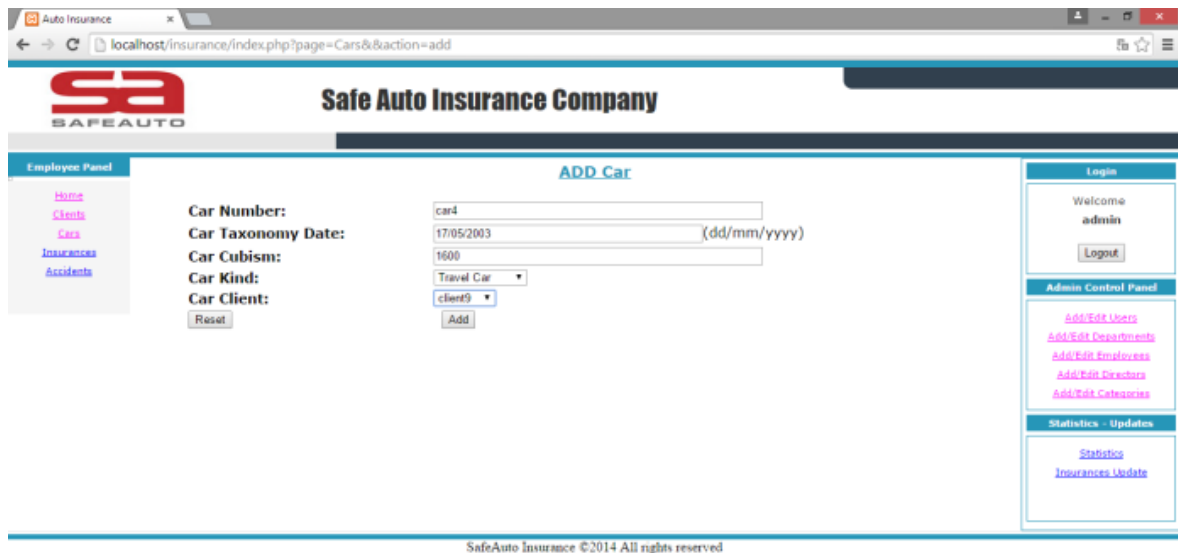 Auto Insurance
localhost/insurance/index.php?page=Cars&&action=add
sa
SAFEAUTO
Safe Auto Insurance Company
Employee Panel
Home
Clients
Cars
Insurances
Accidents
ADD Car
Car Number: car4
Car Taxonomy Date: 17/05/2003 (dd/mm/yyyy)
Car Cubism: 1600
Car Kind: Travel Car
Car Client: client9
Reset Add
Login
Welcome
admin
Logout
Admin Control Panel
Add/Edit Users
Add/Edit Departments
Add/Edit Employees
Add/Edit Directors
Add/Edit Categories
Statistics - Updates
Statistics
Insurances Update
SafeAuto Insurance ©2014 All rights reserved